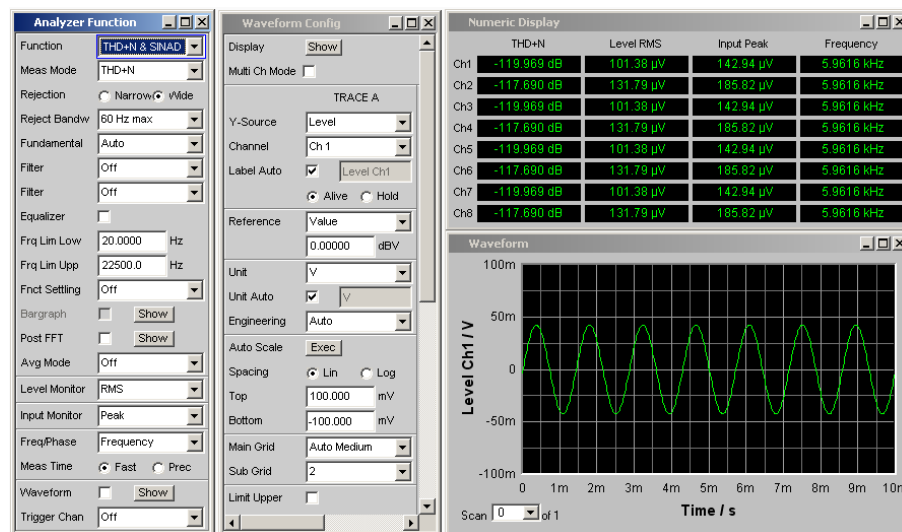 Analyzer Function
Function THD+N & SINAD
Meas Mode THD+N
Rejection Narrow Wide
Reject Bandw 60 Hz max
Fundamental Auto
Filter Off
Filter Off
Equalizer
Frq Lim Low 20.0000 Hz
Frq Lim Upp 22500.0 Hz
Fnct Settling Off
Bargraph Show
Post FFT Show
Avg Mode Off
Level Monitor RMS
Input Monitor Peak
Freq/Phase Frequency
Meas Time Fast Prec
Waveform Show
Trigger Chan Off
Waveform Config
Display Show
Multi Ch Mode
TRACE A
Y-Source Level
Channel Ch 1
Label Auto Level Ch1
Alive Hold
Reference Value
0.00000 dBV
Unit V
Unit Auto V
Engineering Auto
Auto Scale Exec
Spacing Lin Log
Top 100.000 mV
Bottom -100.000 mV
Main Grid Auto Medium
Sub Grid 2
Limit Upper
Numeric Display
THD+N Level RMS Input Peak Frequency
Ch1 -119.969 dB 101.38 µV 142.94 µV 5.9616 kHz
Ch2 -117.690 dB 131.79 µV 185.82 µV 5.9616 kHz
Ch3 -119.969 dB 101.38 µV 142.94 µV 5.9616 kHz
Ch4 -117.690 dB 131.79 µV 185.82 µV 5.9616 kHz
Ch5 -119.969 dB 101.38 µV 142.94 µV 5.9616 kHz
Ch6 -117.690 dB 131.79 µV 185.82 µV 5.9616 kHz
Ch7 -119.969 dB 101.38 µV 142.94 µV 5.9616 kHz
Ch8 -117.690 dB 131.79 µV 185.82 µV 5.9616 kHz
Waveform
Level Ch1 / V
100m
50m
0
-50m
-100m
0 1m 2m 3m 4m 5m 6m 7m 8m 9m 10m
Time / s
Scan 0 of 1